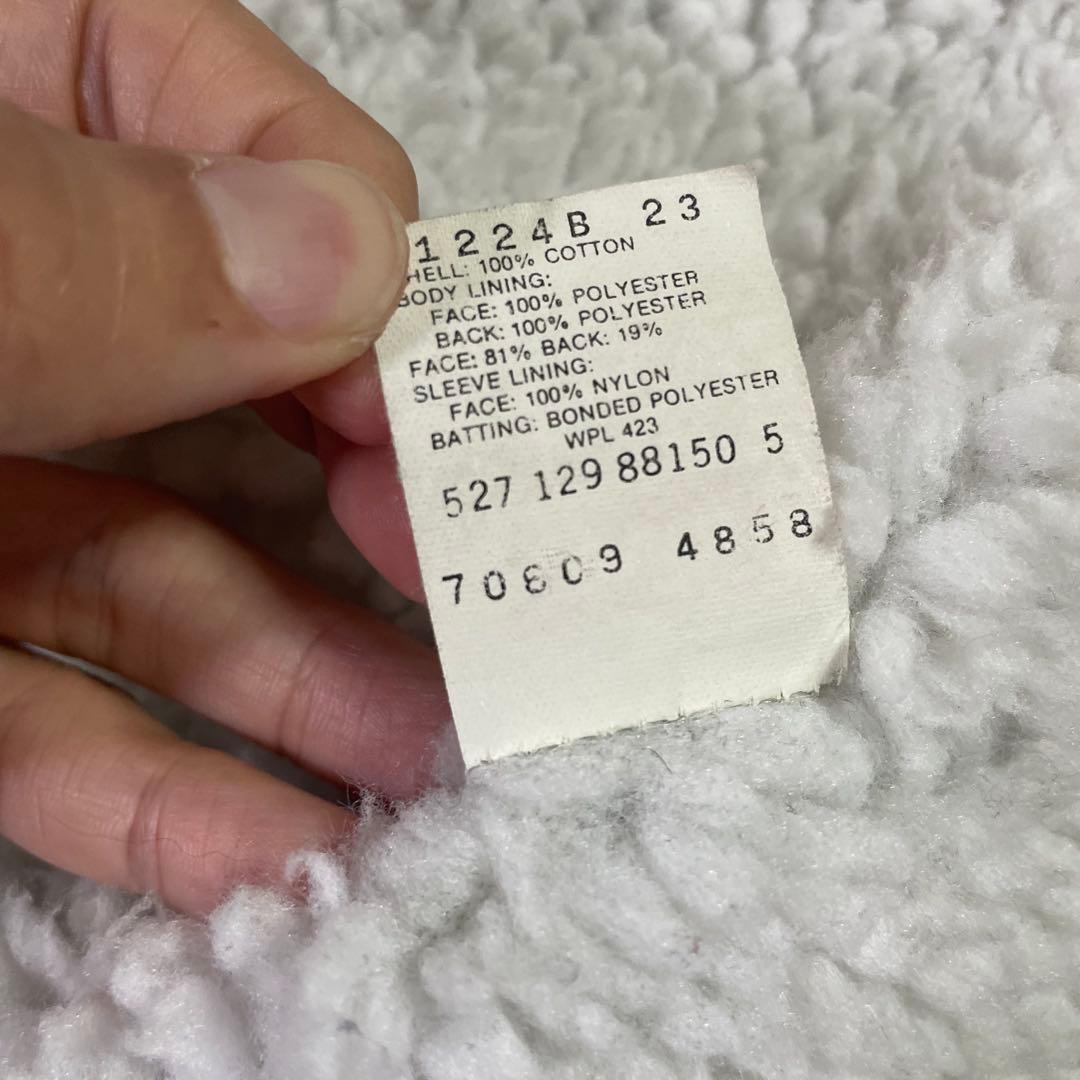 1224B 23
HELL: 100% COTTON
BODY LINING:
FACE: 100% POLYESTER
BACK: 100% POLYESTER
FACE: 81% BACK: 19%
SLEEVE LINING:
FACE: 100% NYLON
BATTING: BONDED POLYESTER
WPL 423
527 129 88150 5
70609 4858